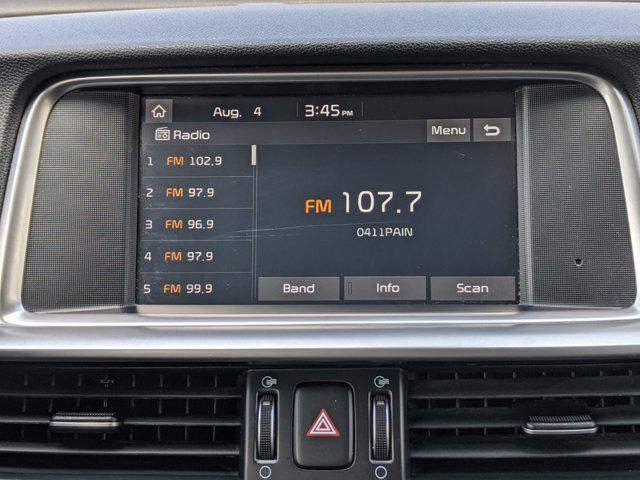 Aug. 4 3:45 PM
Radio Menu
1 FM 102.9
2 FM 97.9
3 FM 96.9
4 FM 97.9
5 FM 99.9
FM 107.7
0411PAIN
Band Info Scan